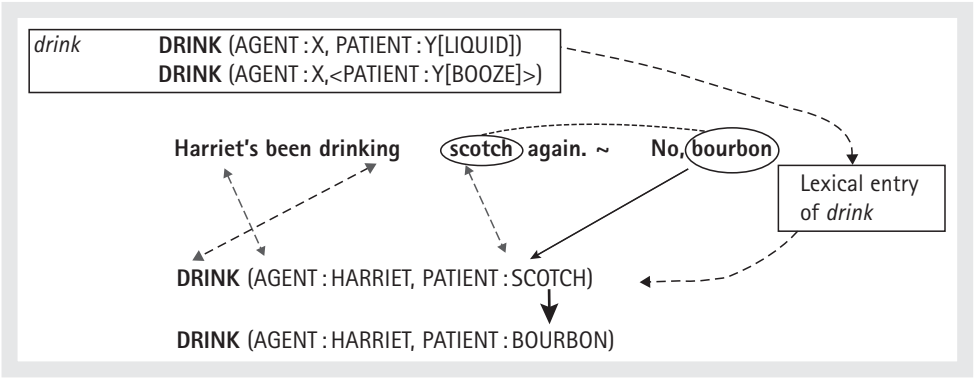 drink DRINK (AGENT : X, PATIENT : Y[LIQUID])
DRINK (AGENT : X,<PATIENT : Y[BOOZE]>)
Harriet's been drinking scotch again. ~ No, bourbon
Lexical entry
of drink
DRINK (AGENT : HARRIET, PATIENT : SCOTCH)
DRINK (AGENT : HARRIET, PATIENT : BOURBON)